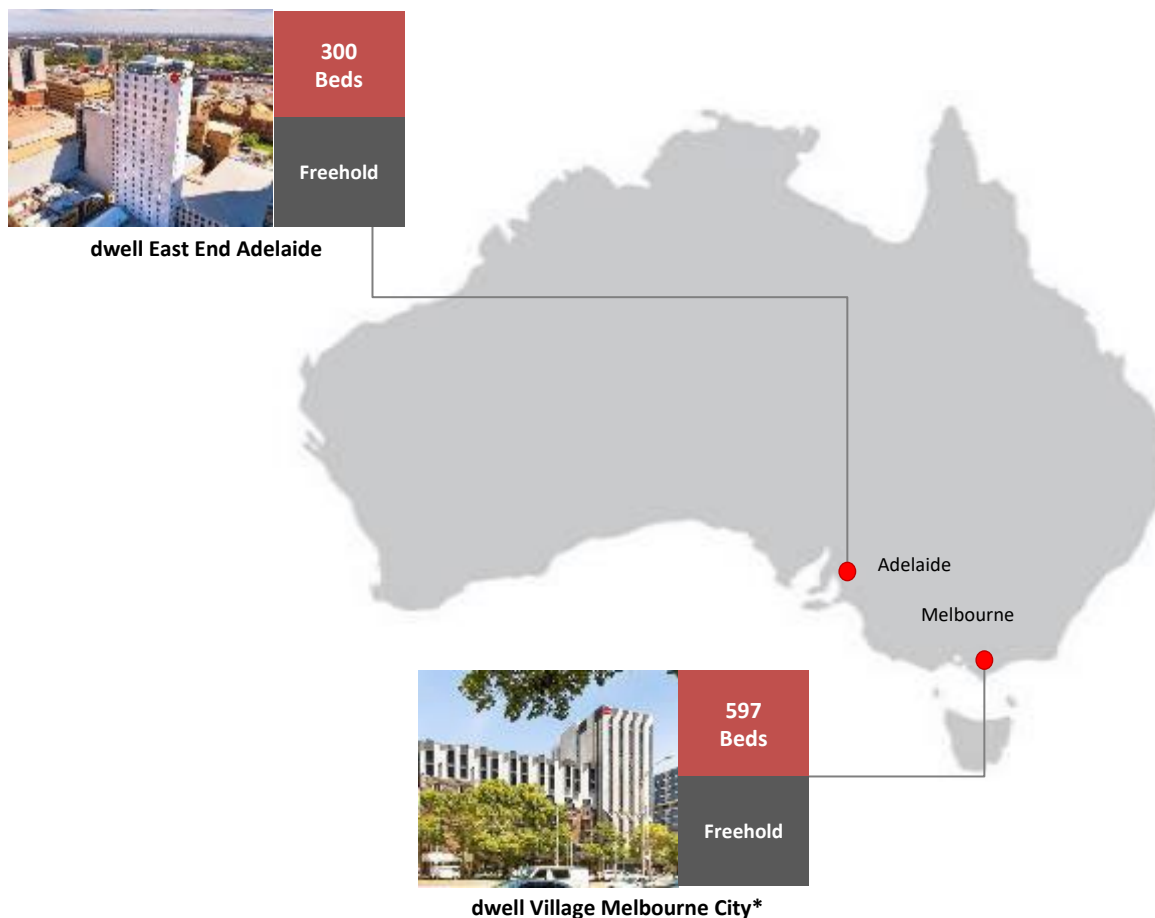 300
Beds
Freehold
dwell East End Adelaide
Adelaide
Melbourne
597
Beds
Freehold
dwell Village Melbourne City*